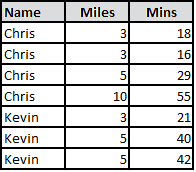 Name Miles Mins
Chris 3 18
Chris 3 16
Chris 5 29
Chris 10 55
Kevin 3 21
Kevin 5 40
Kevin 5 42